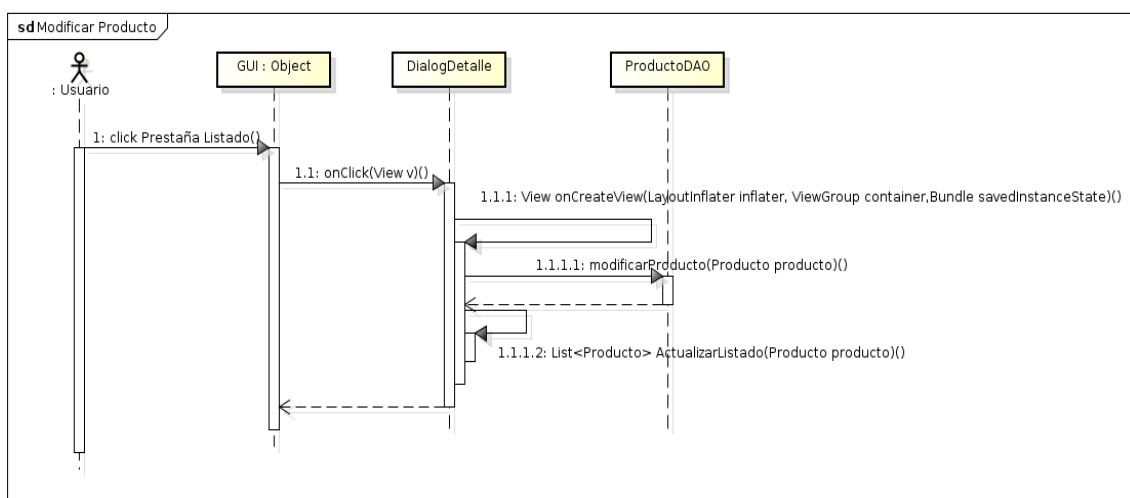 sd Modificar Producto
: Usuario
GUI : Object
DialogDetalle
ProductoDAO
1: click Prestaña Listado()
1.1: onClick(View v)()
1.1.1: View onCreateView(LayoutInflater inflater, ViewGroup container,Bundle savedInstanceState)()
1.1.1.1: modificarProducto(Producto producto)()
1.1.1.2: List<Producto> ActualizarListado(Producto producto)()